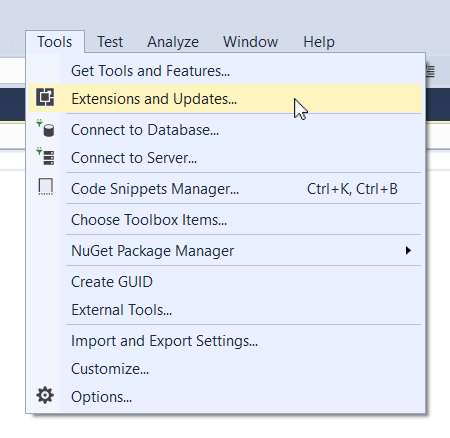 Tools Test Analyze Window Help
Get Tools and Features...
Extensions and Updates...
Connect to Database...
Connect to Server...
Code Snippets Manager... Ctrl+K, Ctrl+B
Choose Toolbox Items...
NuGet Package Manager
Create GUID
External Tools...
Import and Export Settings...
Customize...
Options...